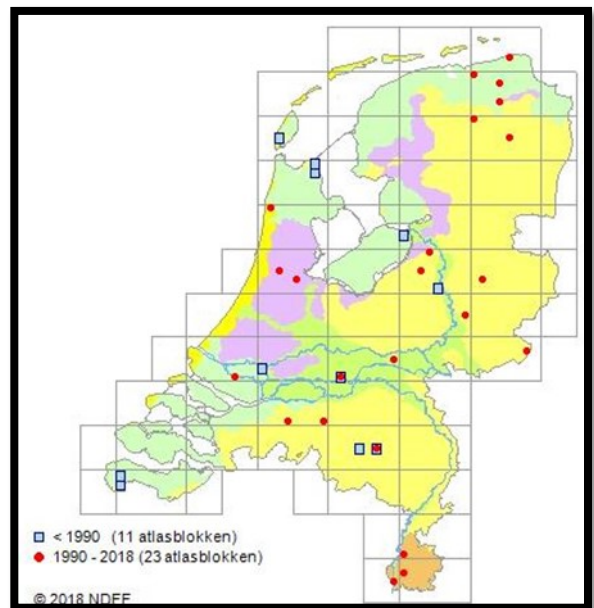 < 1990 (11 atlasblokken)
1990 - 2018 (23 atlasblokken)
© 2018 NDFF